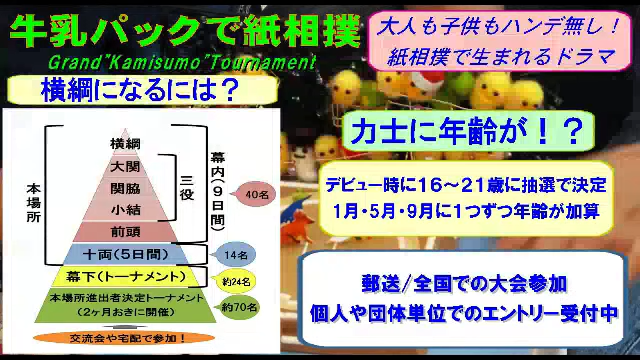 牛乳パックで紙相撲
Grand"Kamisumo"Tournament
大人も子供もハンデ無し!
紙相撲で生まれるドラマ
横綱になるには?
横綱
大関
関脇
小結
前頭
三役
幕内(9日間)
40名
本場所
十両(5日間)
14名
幕下(トーナメント)
約24名
本場所進出者決定トーナメント
(2ヶ月おきに開催)
約70名
交流会や宅配で参加!
力士に年齢が!?
デビュー時に16~21歳に抽選で決定
1月・5月・9月に1つずつ年齢が加算
郵送/全国での大会参加
個人や団体単位でのエントリー受付中